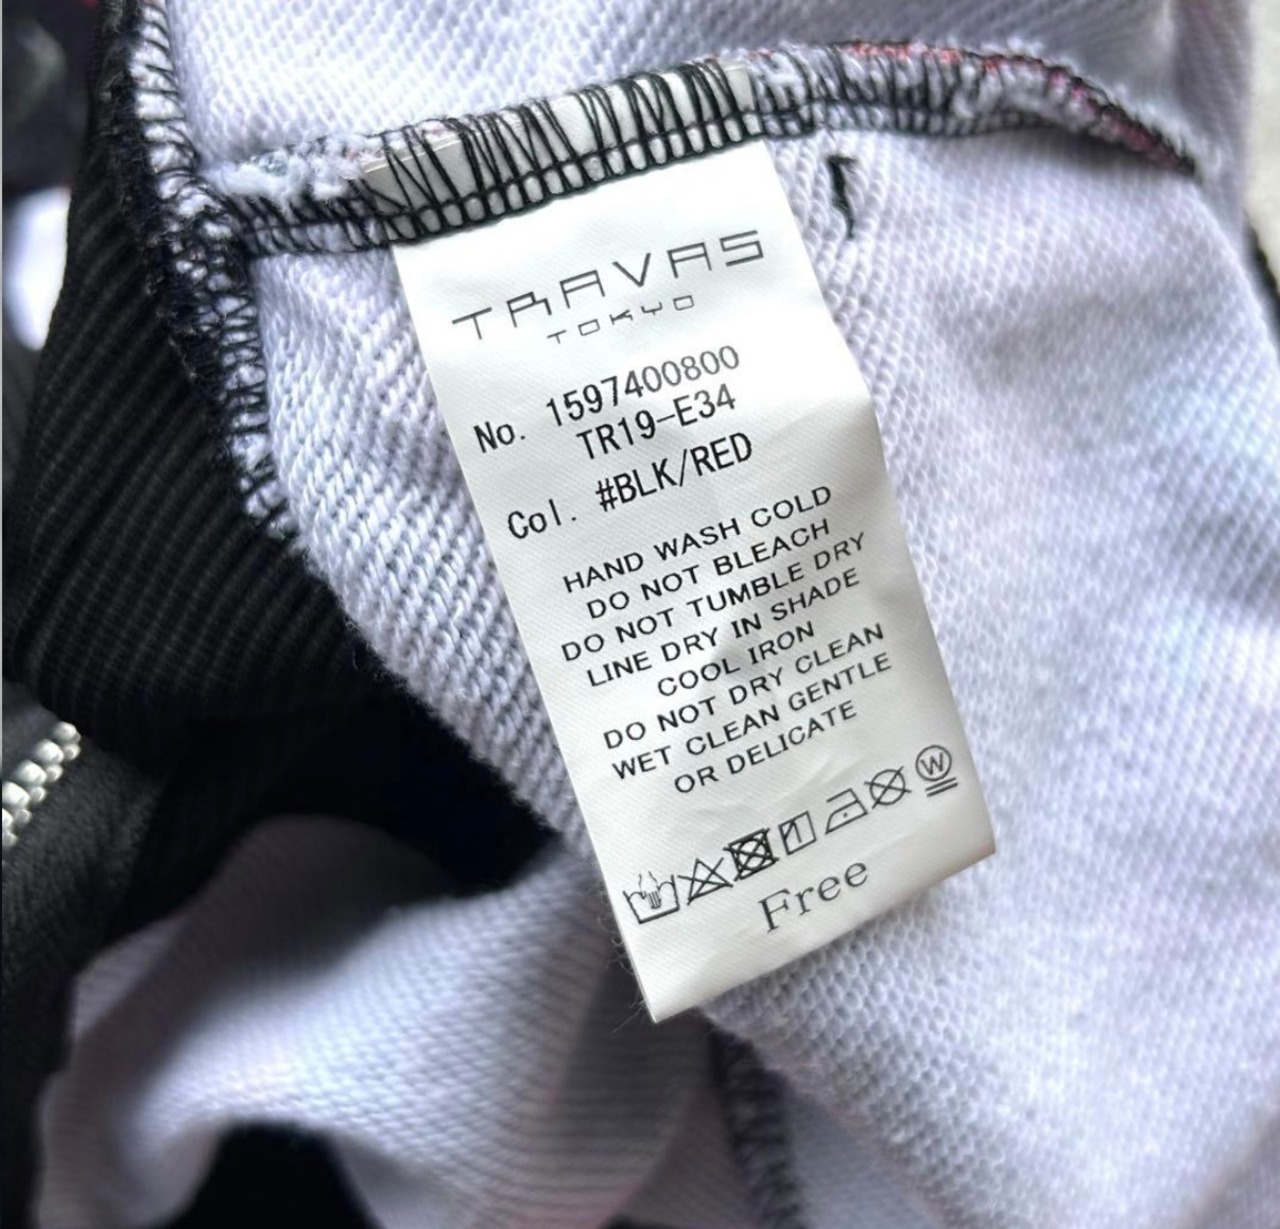 TRAVAS
TOKYO
No. 1597400800
TR19-E34
Col. #BLK/RED
HAND WASH COLD
DO NOT BLEACH
DO NOT TUMBLE DRY
LINE DRY IN SHADE
COOL IRON
DO NOT DRY CLEAN
WET CLEAN GENTLE
OR DELICATE
W
Free